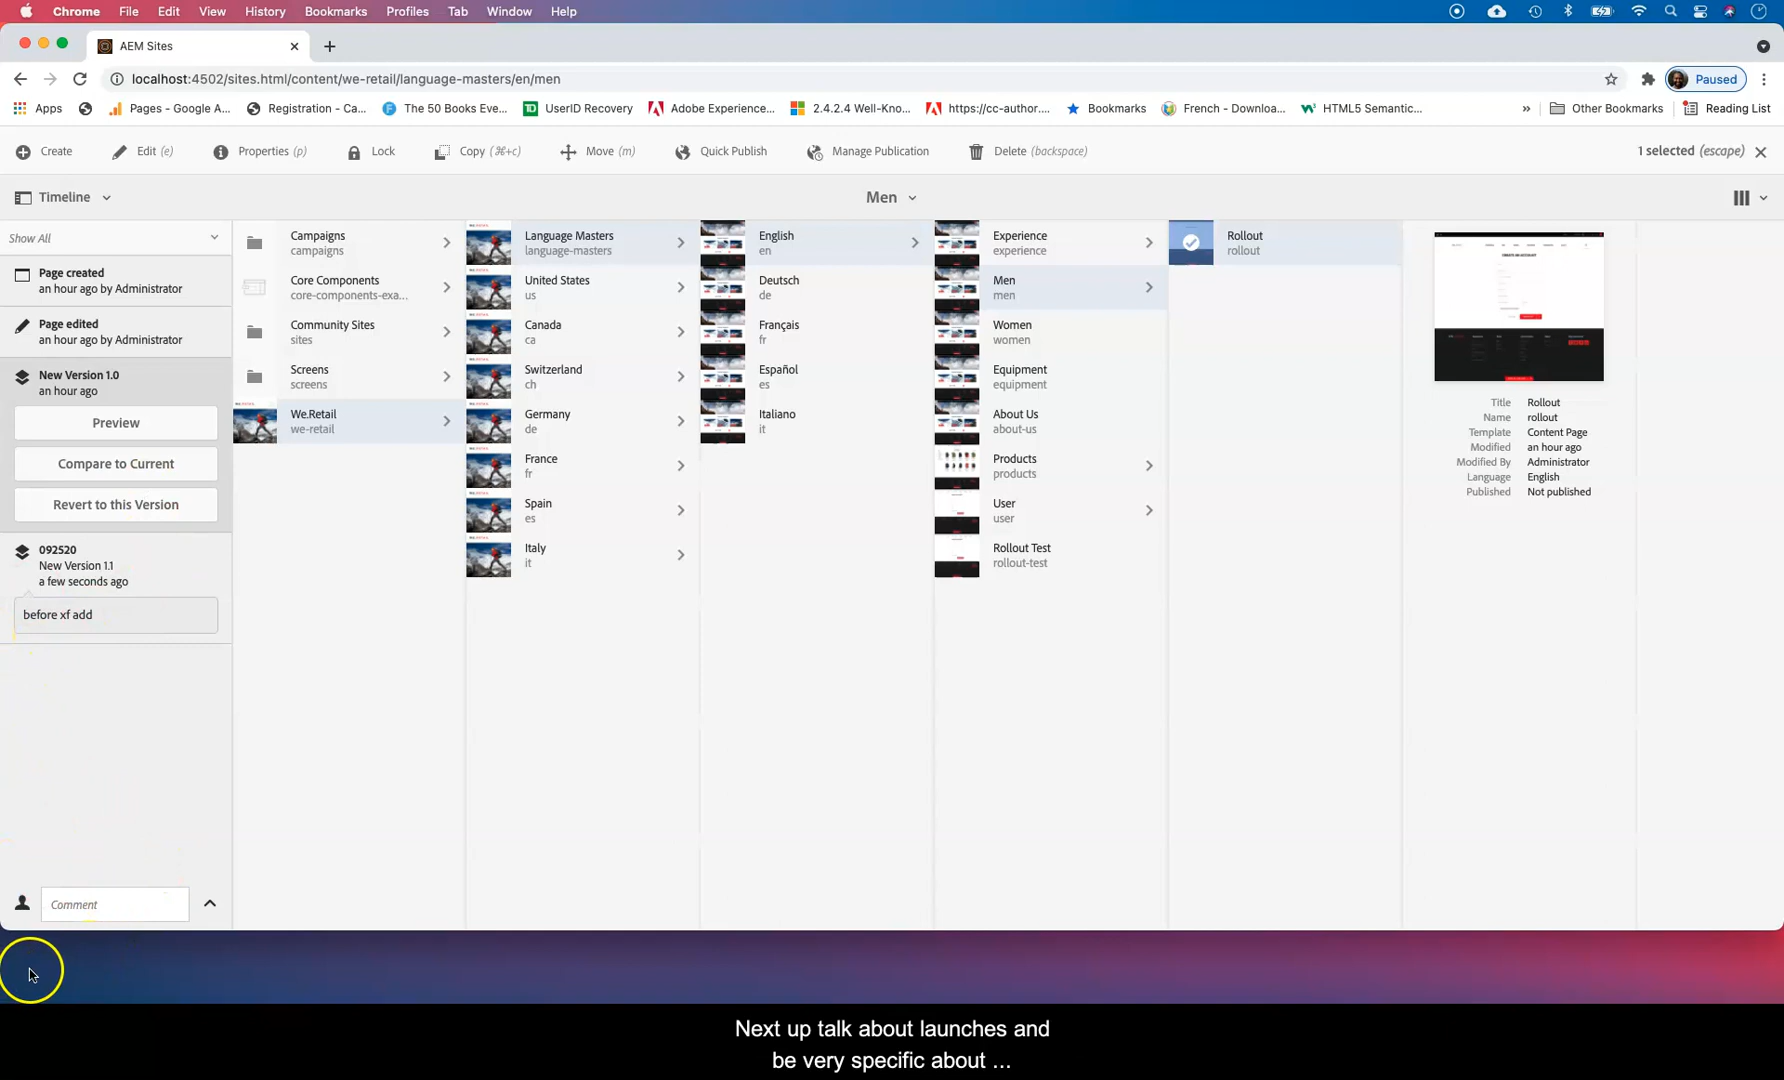 Chrome File Edit View History Bookmarks Profiles Tab Window Help
AEM Sites
localhost:4502/sites.html/content/we-retail/language-masters/en/men
Paused
Apps
Pages - Google A...
Registration - Ca...
The 50 Books Eve...
UserID Recovery
Adobe Experience...
2.4.2.4 Well-Kno...
https://cc-author....
Bookmarks
French - Downloa...
HTML5 Semantic...
»
Other Bookmarks
Reading List
Create
Edit (e)
Properties (p)
Lock
Copy (⌘+c)
Move (m)
Quick Publish
Manage Publication
Delete (backspace)
1 selected (escape)
Timeline
Men
Show All
Page created
an hour ago by Administrator
Page edited
an hour ago by Administrator
New Version 1.0
an hour ago
Preview
Compare to Current
Revert to this Version
092520
New Version 1.1
a few seconds ago
before xf add
Comment
Campaigns
campaigns
Core Components
core-components-exa...
Community Sites
sites
Screens
screens
We.Retail
we-retail
Language Masters
language-masters
United States
us
Canada
ca
Switzerland
ch
Germany
de
France
fr
Spain
es
Italy
it
English
en
Deutsch
de
Français
fr
Español
es
Italiano
it
Experience
experience
Men
men
Women
women
Equipment
equipment
About Us
about-us
Products
products
User
user
Rollout Test
rollout-test
Rollout
rollout
Title Rollout
Name rollout
Template Content Page
Modified an hour ago
Modified By Administrator
Language English
Published Not published
Next up talk about launches and
be very specific about ...